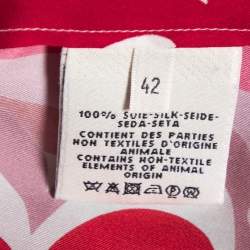 42
100% SOIE-SILK-SEIDE-
SEDA-SETA
CONTIENT DES PARTIES
NON TEXTILES D'ORIGINE
ANIMALE
CONTAINS NON-TEXTILE
ELEMENTS OF ANIMAL
ORIGIN